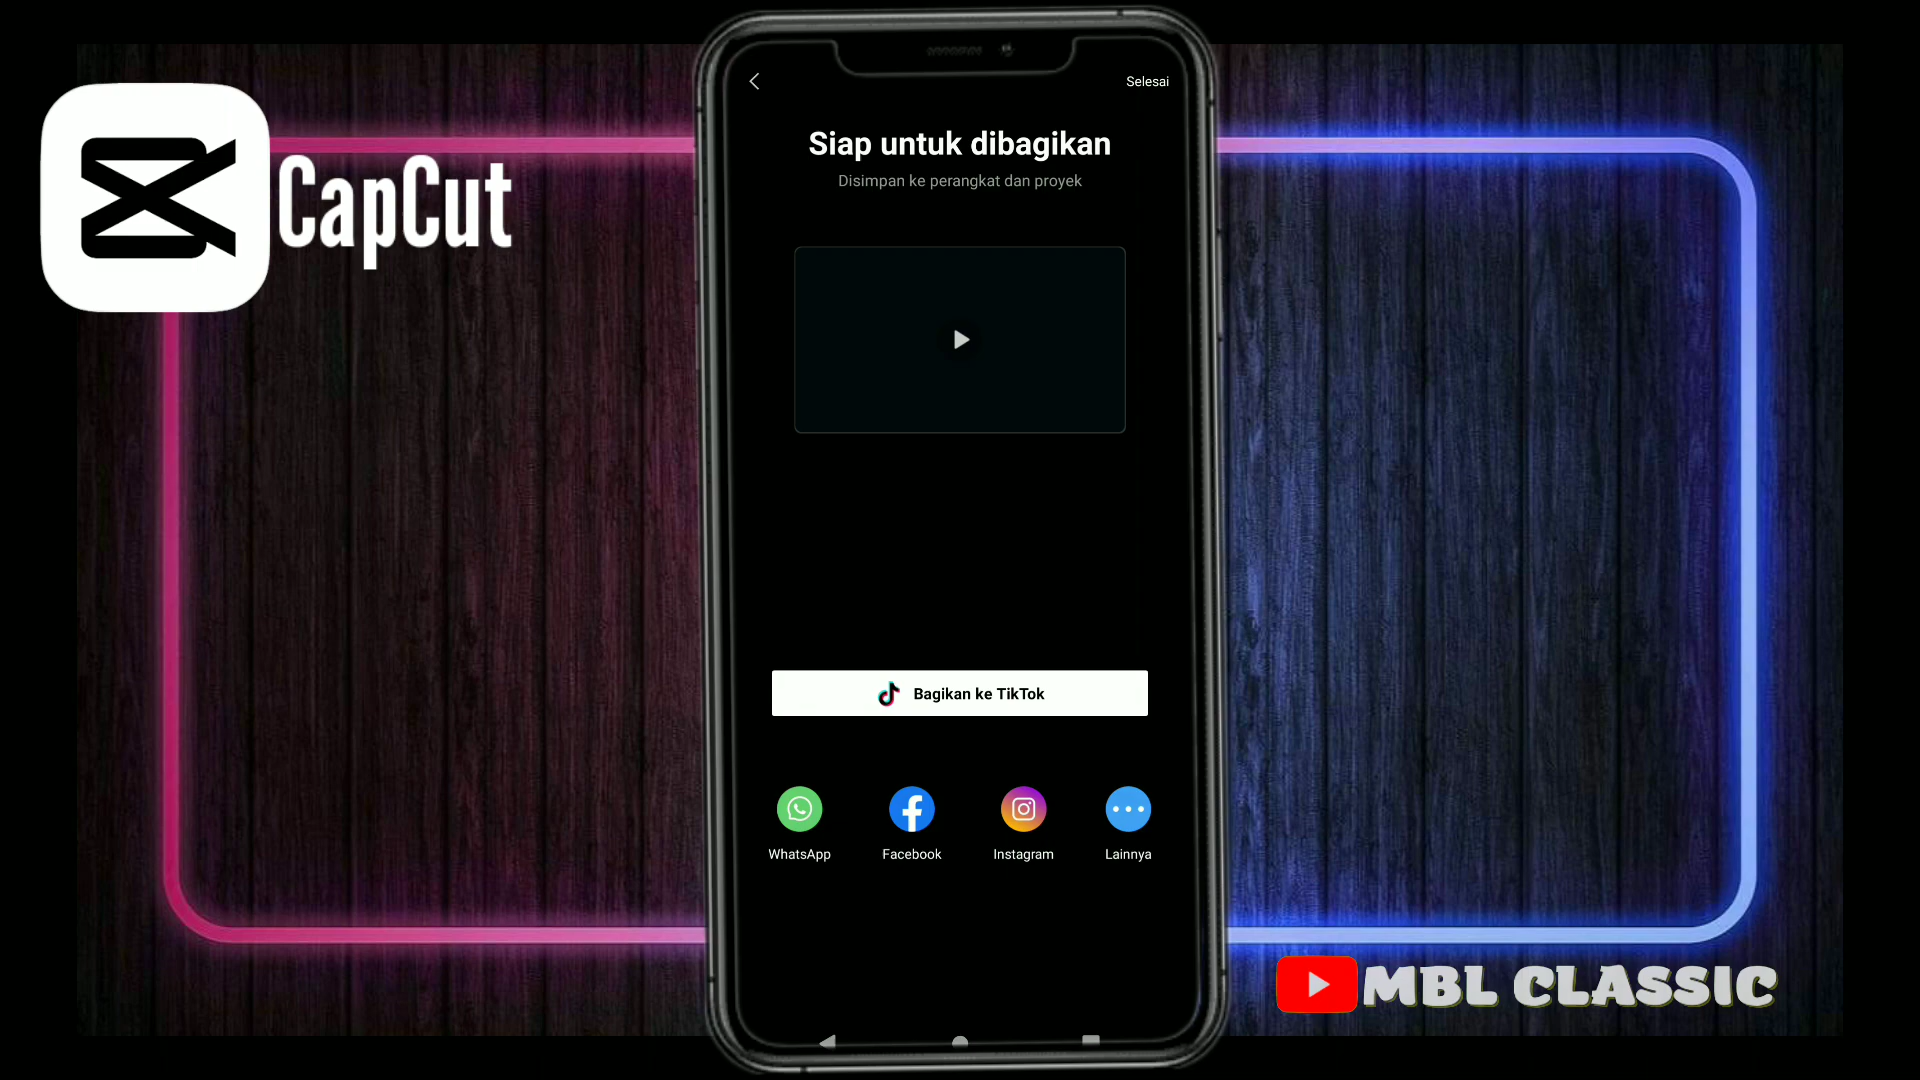 CapCut
Selesai
Siap untuk dibagikan
Disimpan ke perangkat dan proyek
Bagikan ke TikTok
WhatsApp
Facebook
Instagram
Lainnya
MBL CLASSIC